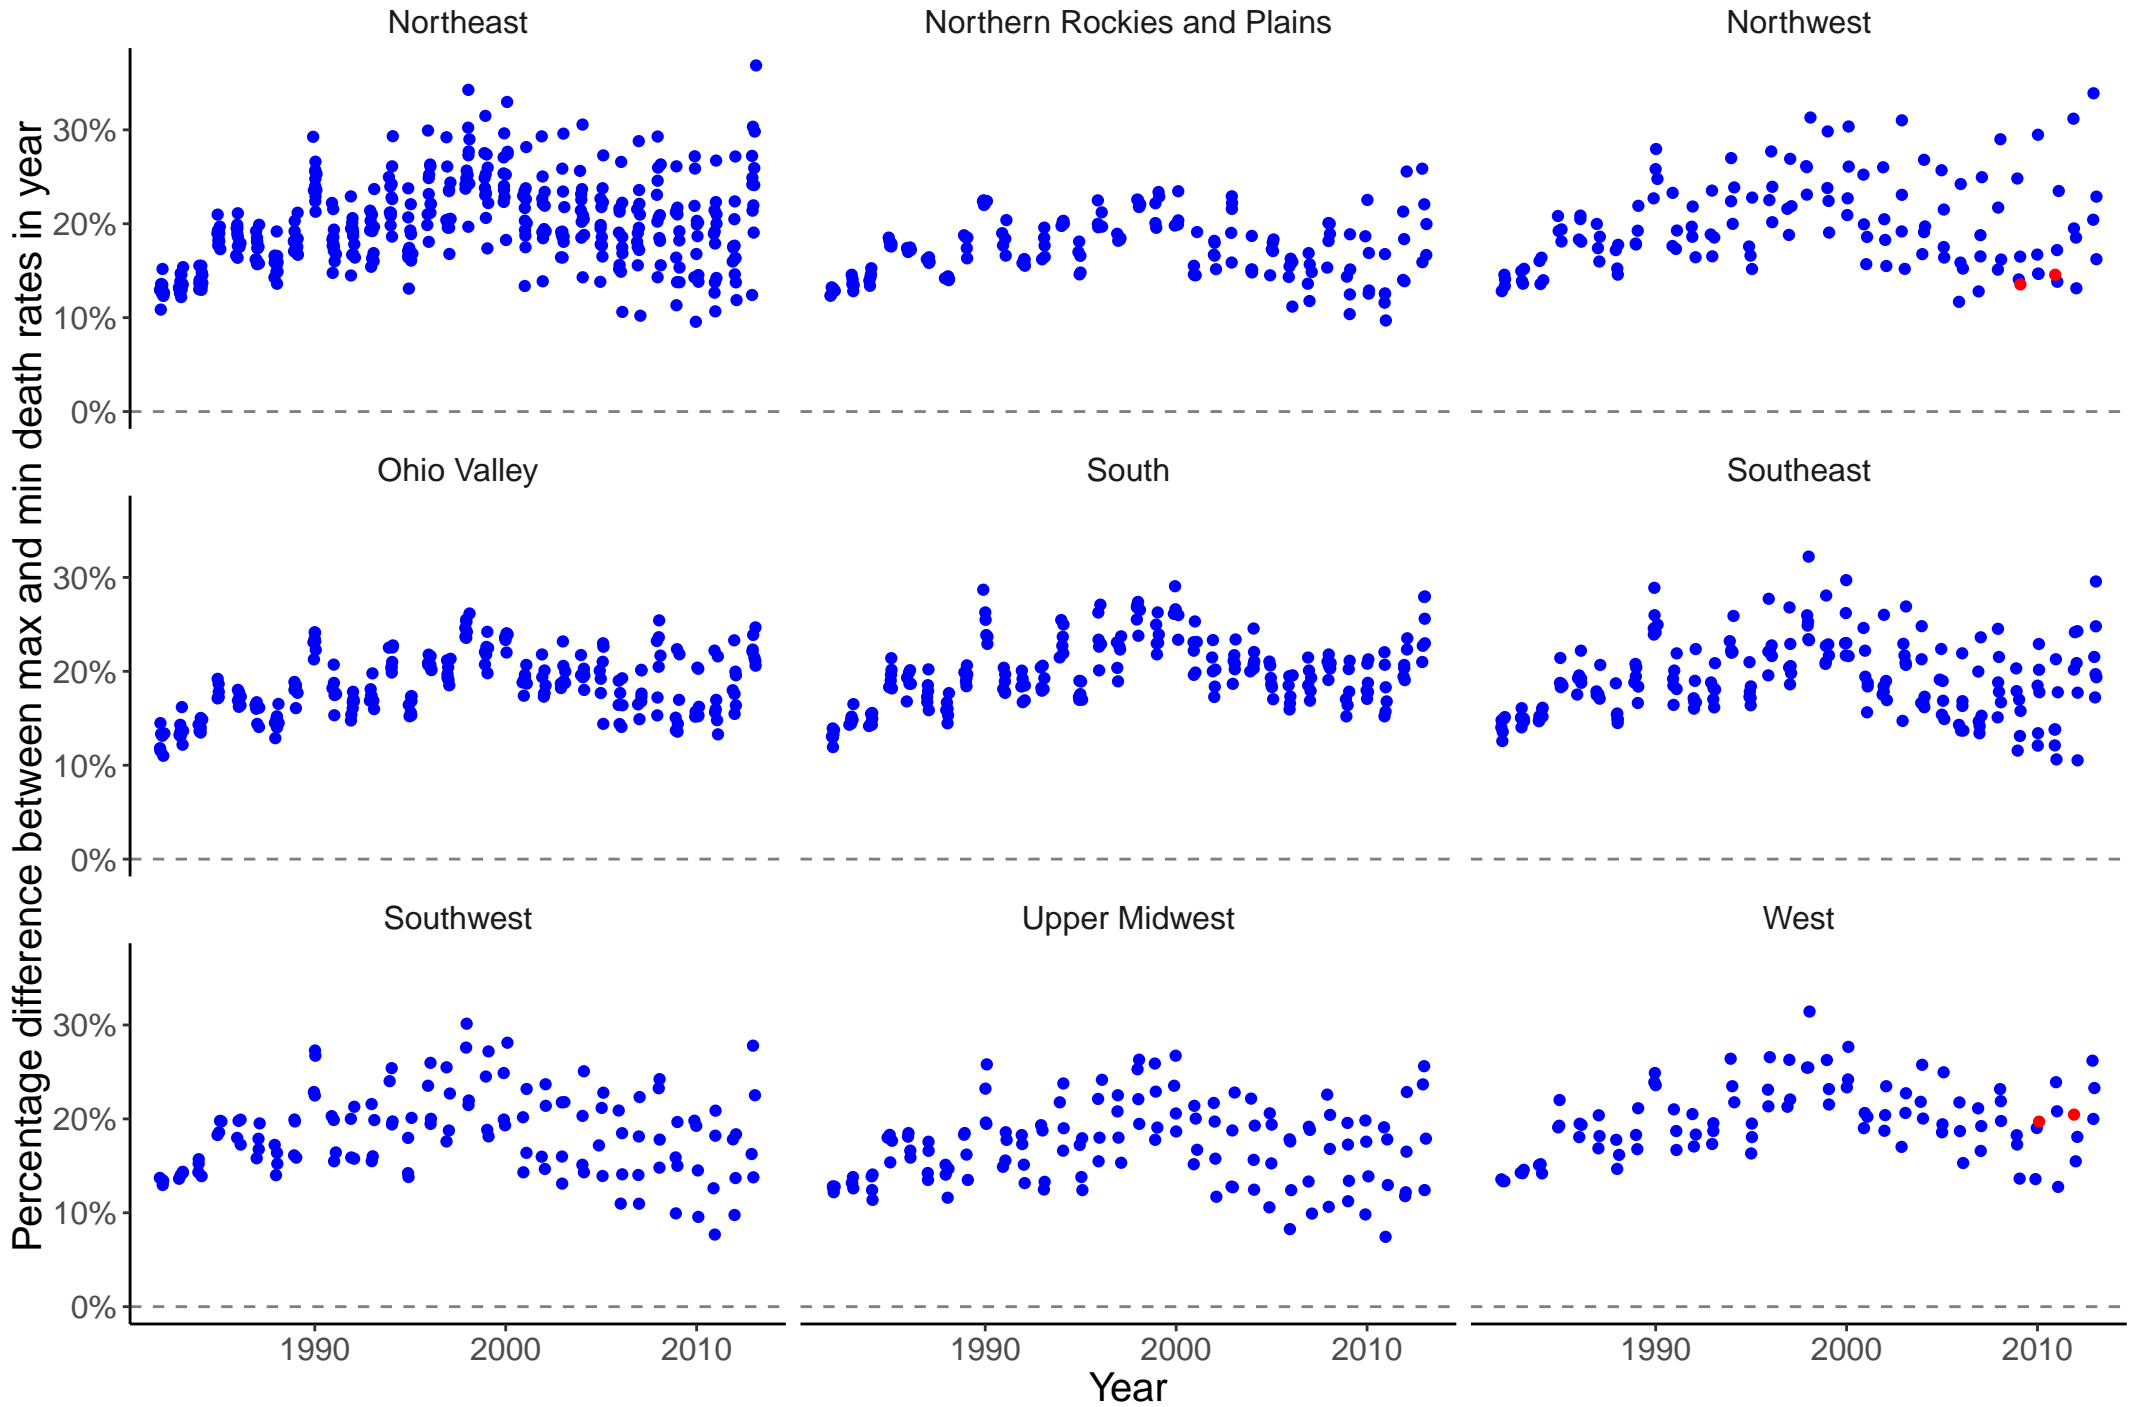 Northeast
Northern Rockies and Plains
Northwest
30%
20%
10%
0%
Ohio Valley
South
Southeast
30%
20%
10%
0%
Southwest
Upper Midwest
West
30%
20%
10%
0%
1990 2000 2010
1990 2000 2010
1990 2000 2010
Year
Percentage difference between max and min death rates in year